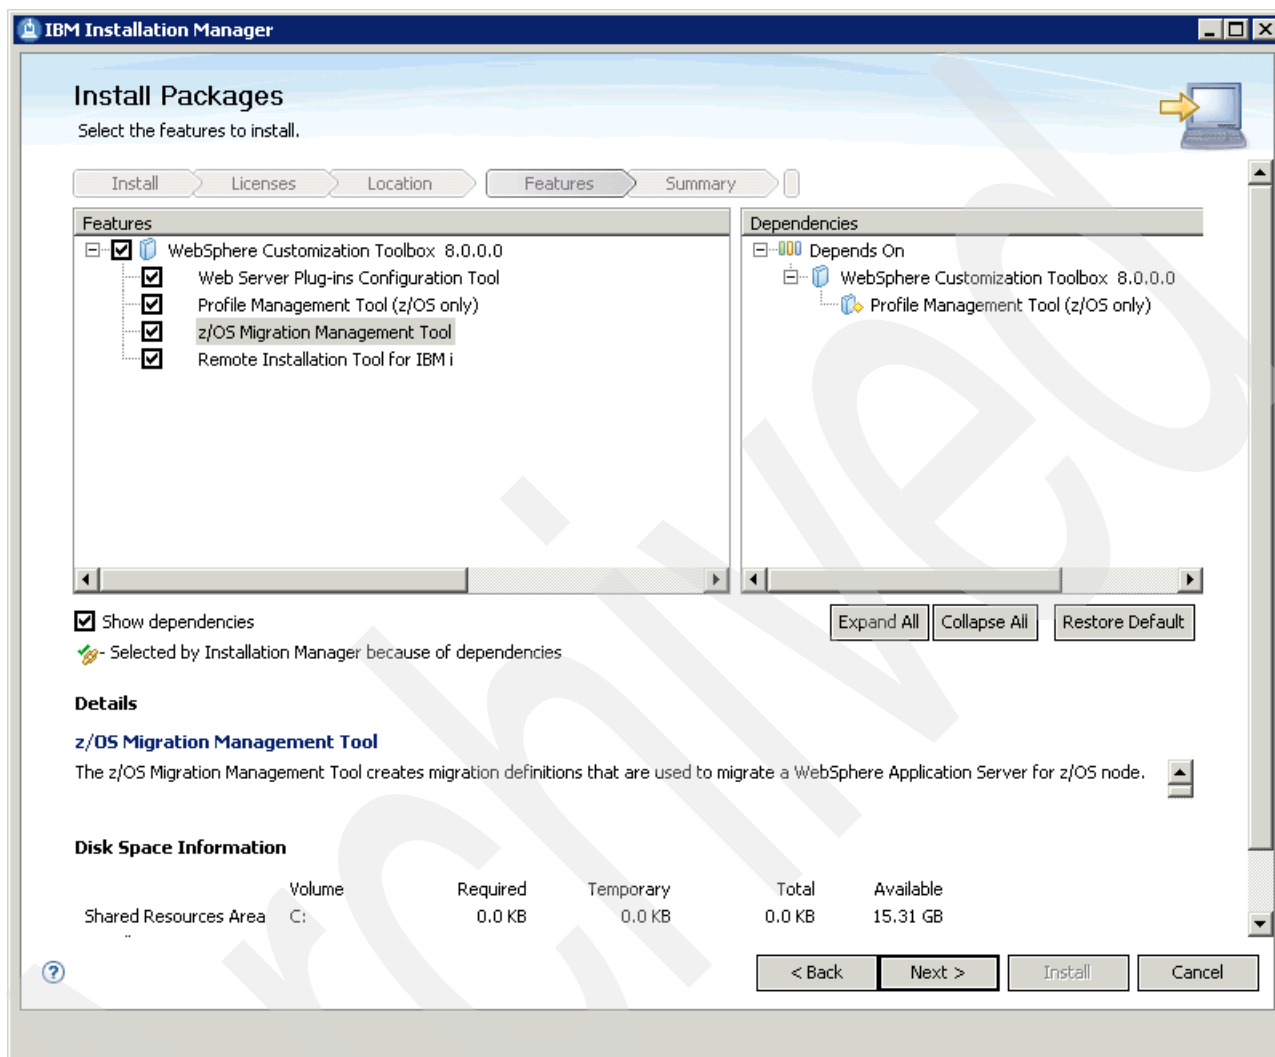 IBM Installation Manager
Install Packages
Select the features to install.
Install Licenses Location Features Summary
Features
WebSphere Customization Toolbox 8.0.0.0
Web Server Plug-ins Configuration Tool
Profile Management Tool (z/OS only)
z/OS Migration Management Tool
Remote Installation Tool for IBM i
Dependencies
Depends On
WebSphere Customization Toolbox 8.0.0.0
Profile Management Tool (z/OS only)
Show dependencies
Expand All Collapse All Restore Default
- Selected by Installation Manager because of dependencies
Details
z/OS Migration Management Tool
The z/OS Migration Management Tool creates migration definitions that are used to migrate a WebSphere Application Server for z/OS node.
Disk Space Information
Volume Required Temporary Total Available
Shared Resources Area C: 0.0 KB 0.0 KB 0.0 KB 15.31 GB
? < Back Next > Install Cancel
Archived